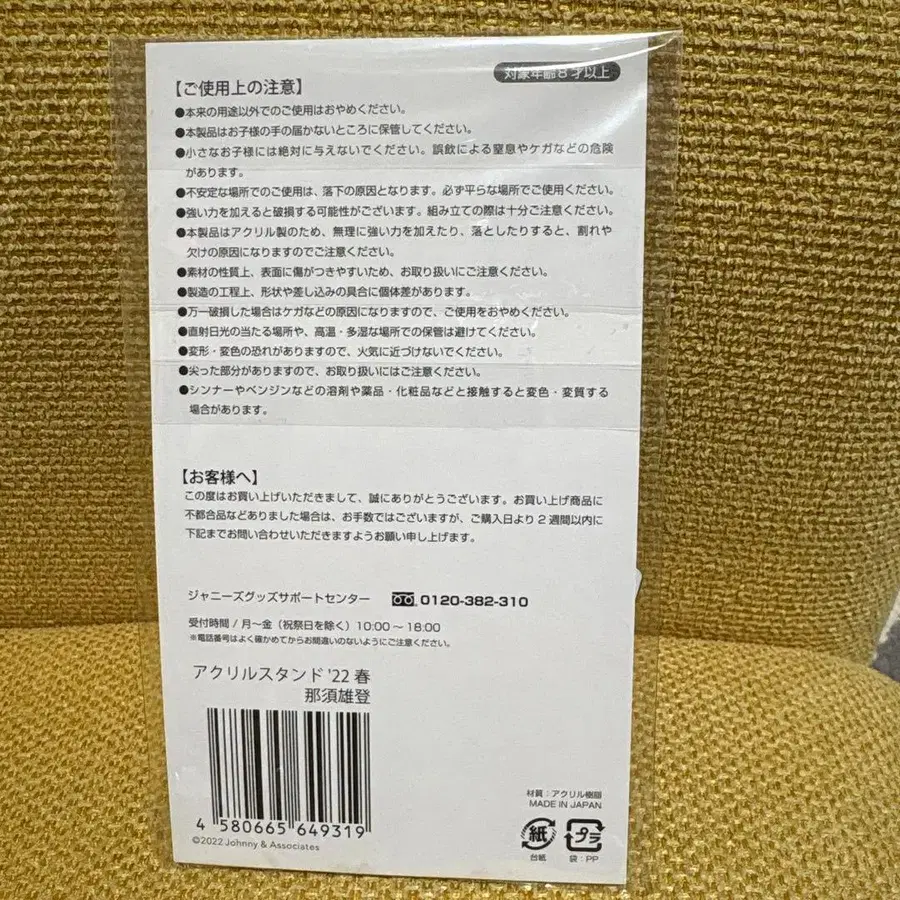 対象年齢8才以上
【ご使用上の注意】
●本来の用途以外でのご使用はおやめください。
●本製品はお子様の手の届かないところに保管してください。
●小さなお子様には絶対に与えないでください。誤飲による窒息やケガなどの危険
があります。
●不安定な場所でのご使用は、落下の原因となります。必ず平らな場所でご使用ください。
●強い力を加えると破損する可能性がございます。組み立ての際は十分ご注意ください。
●本製品はアクリル製のため、無理に強い力を加えたり、落としたりすると、割れや
欠けの原因になりますのでご注意ください。
●素材の性質上、表面に傷がつきやすいため、お取り扱いにご注意ください。
●製造の工程上、形状や差し込みの具合に個体差があります。
●万一破損した場合はケガなどの原因になりますので、ご使用をおやめください。
●直射日光の当たる場所や、高温・多湿な場所での保管は避けてください。
●変形・変色の恐れがありますので、火気に近づけないでください。
●尖った部分がありますので、お取り扱いにはご注意ください。
●シンナーやベンジンなどの溶剤や薬品・化粧品などと接触すると変色・変質する
場合があります。
【お客様へ】
この度はお買い上げいただきまして、誠にありがとうございます。お買い上げ商品に
不都合品などありました場合は、お手数ではございますが、ご購入日より2週間以内に
下記までお問い合わせいただきますようお願い申し上げます。
ジャニーズグッズサポートセンター 0120-382-310
受付時間 / 月〜金（祝祭日を除く）10:00〜18:00
※電話番号はよく確かめてからお間違いのないようにご注意ください。
アクリルスタンド '22 春
那須雄登
4 580665 649319
©2022 Johnny & Associates
材質：アクリル樹脂
MADE IN JAPAN
紙 プラ
台紙 袋：PP